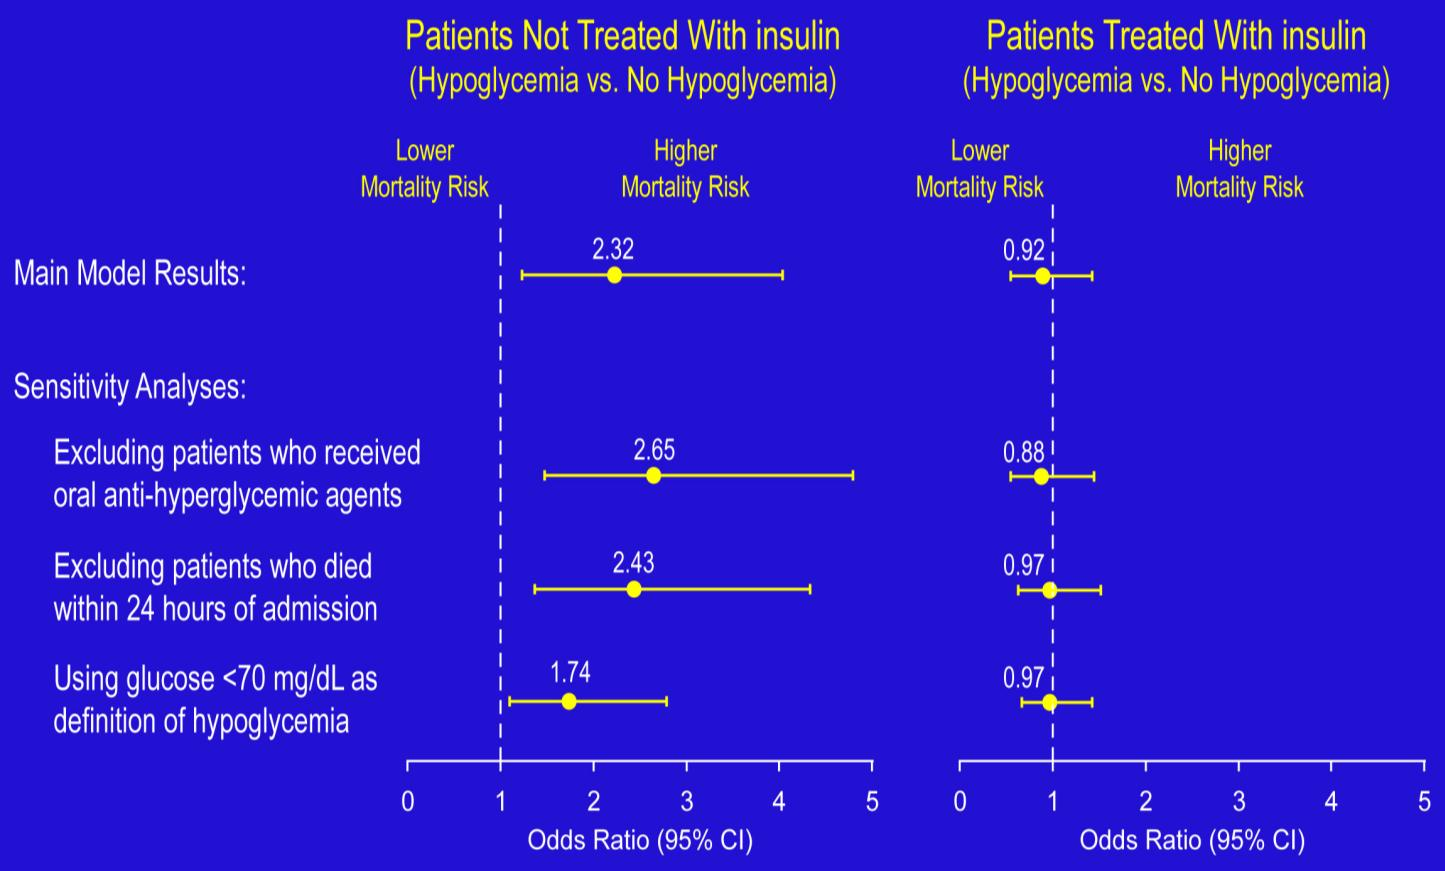 Patients Not Treated With insulin
(Hypoglycemia vs. No Hypoglycemia)
Patients Treated With insulin
(Hypoglycemia vs. No Hypoglycemia)
Lower
Mortality Risk
Higher
Mortality Risk
Lower
Mortality Risk
Higher
Mortality Risk
Main Model Results:
2.32
0.92
Sensitivity Analyses:
Excluding patients who received
oral anti-hyperglycemic agents
2.65
0.88
Excluding patients who died
within 24 hours of admission
2.43
0.97
Using glucose <70 mg/dL as
definition of hypoglycemia
1.74
0.97
0 1 2 3 4 5
Odds Ratio (95% CI)
0 1 2 3 4 5
Odds Ratio (95% CI)